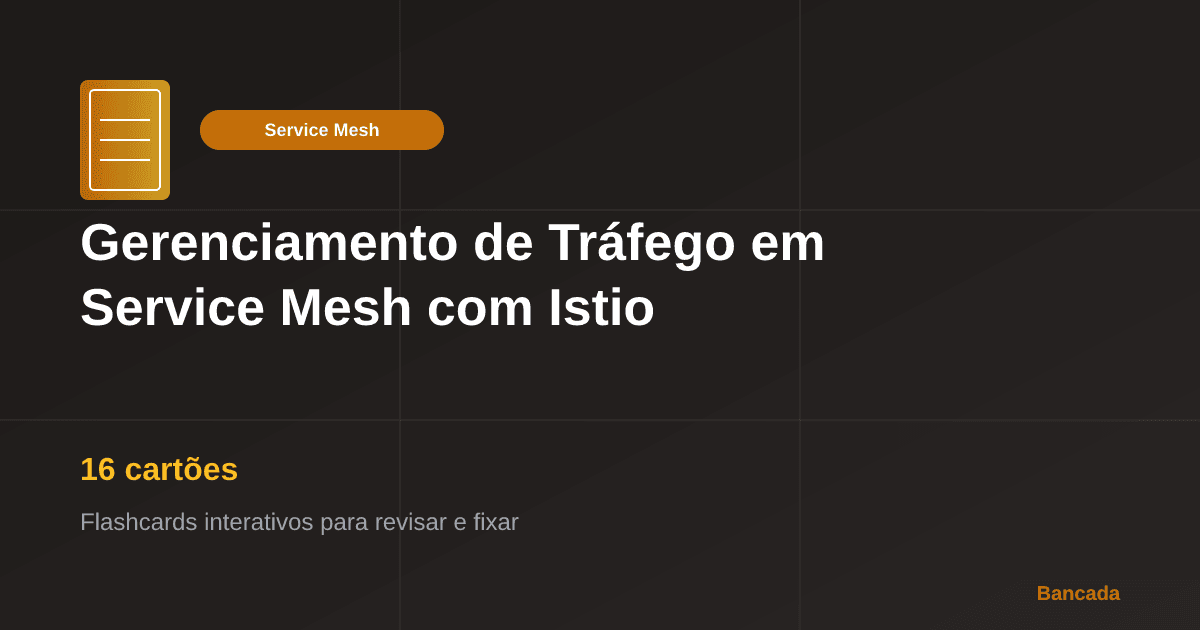 Service Mesh
Gerenciamento de Tráfego em
Service Mesh com Istio
16 cartões
Flashcards interativos para revisar e fixar
Bancada